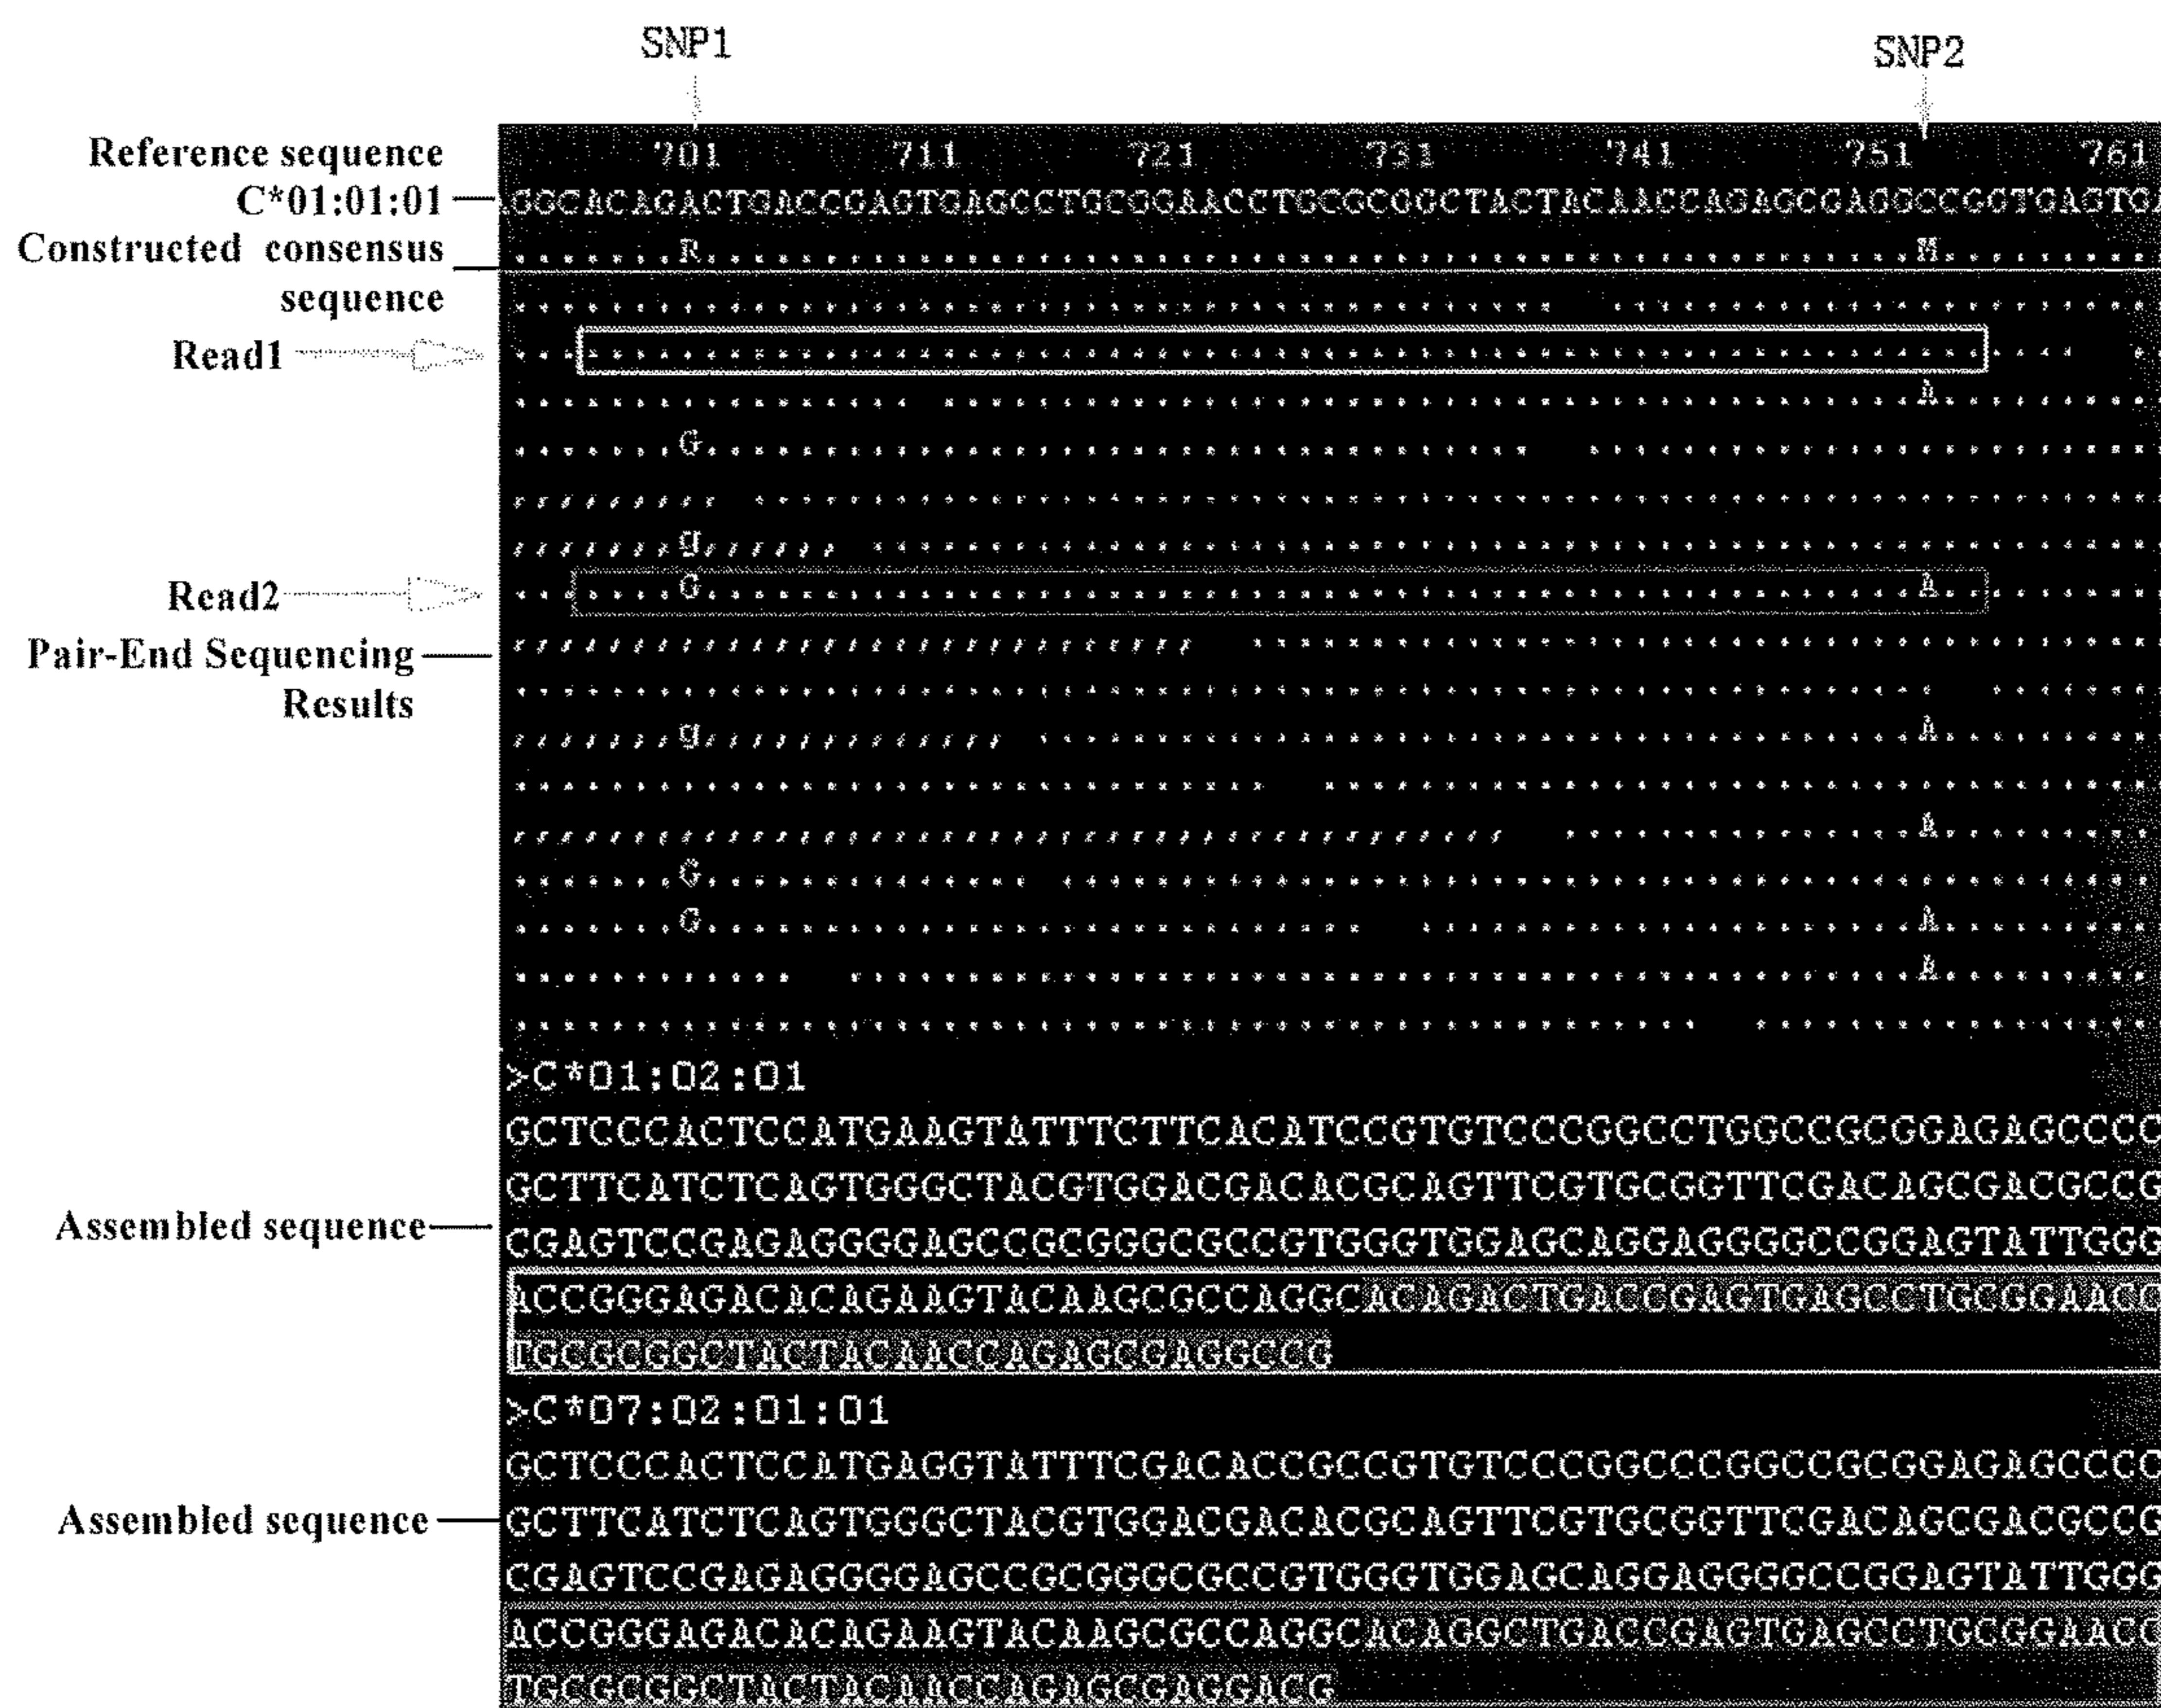 SNP1
SNP2
Reference sequence
701 711 721 731 741 751 761
C*01:01:01
AGGCACAGACTGACCGAGTGAGCCTGCGGAACCTGCGCGGCTACTACAACCAGAGCGAGGCCGGTGAGTGA
Constructed consensus
R M
sequence
Read1
A
G
g
Read2
G A
Pair-End Sequencing
Results
g A
A
G
G A
A
>C*01:02:01
GCTCCCACTCCATGAAGTATTTCTTCACATCCGTGTCCCGGCCTGGCCGCGGAGAGCCCC
GCTTCATCTCAGTGGGCTACGTGGACGACACGCAGTTCGTGCGGTTCGACAGCGACGCCG
Assembled sequence
CGAGTCCGAGAGGGGAGCCGCGGGCGCCGTGGGTGGAGCAGGAGGGGCCGGAGTATTGGG
ACCGGGAGACACAGAAGTACAAGCGCCAGGCACAGACTGACCGAGTGAGCCTGCGGAACC
TGCGCGGCTACTACAACCAGAGCGAGGCCG
>C*07:02:01:01
GCTCCCACTCCATGAGGTATTTCGACACCGCCGTGTCCCGGCCCGGCCGCGGAGAGCCCC
Assembled sequence
GCTTCATCTCAGTGGGCTACGTGGACGACACGCAGTTCGTGCGGTTCGACAGCGACGCCG
CGAGTCCGAGAGGGGAGCCGCGGGCGCCGTGGGTGGAGCAGGAGGGGCCGGAGTATTGGG
ACCGGGAGACACAGAAGTACAAGCGCCAGGCACAGGCTGACCGAGTGAGCCTGCGGAACC
TGCGCGGCTACTACAACCAGAGCGAGGACG